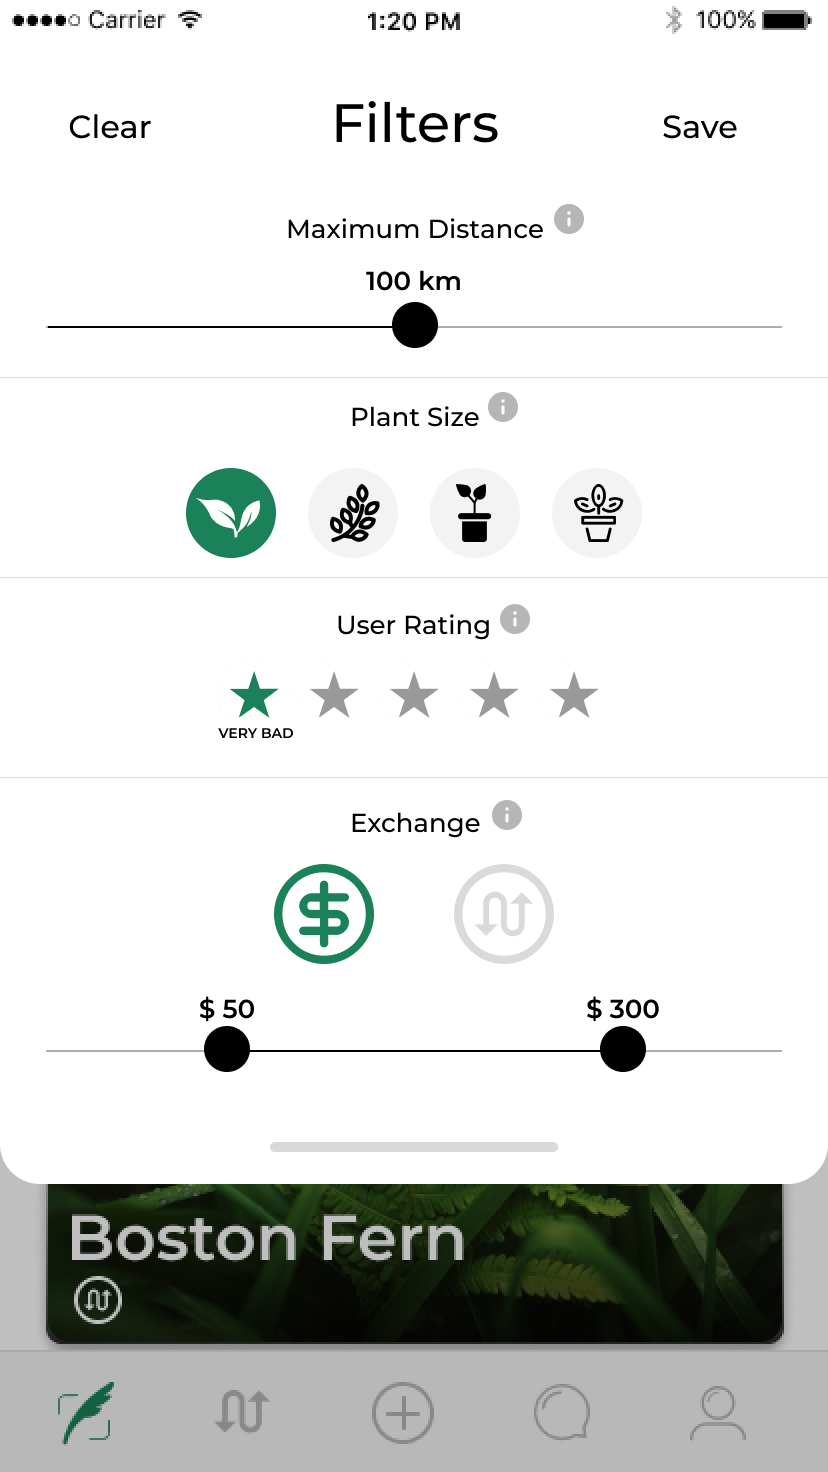 Carrier 1:20 PM 100%
Clear Filters Save
Maximum Distance
100 km
Plant Size
User Rating
VERY BAD
Exchange
$ 50 $ 300
Boston Fern